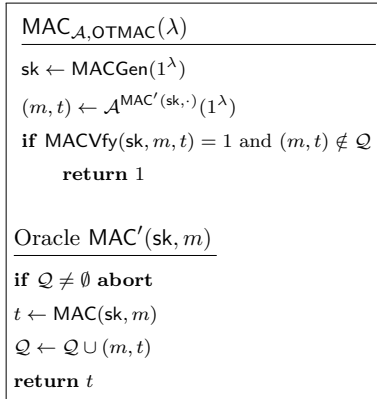 MAC_{𝒜,OTMAC}(λ)
sk ← MACGen(1^λ)
(m, t) ← 𝒜^{MAC′(sk,·)}(1^λ)
if MACVfy(sk, m, t) = 1 and (m, t) ∉ 𝒬
return 1
Oracle MAC′(sk, m)
if 𝒬 ≠ ∅ abort
t ← MAC(sk, m)
𝒬 ← 𝒬 ∪ (m, t)
return t